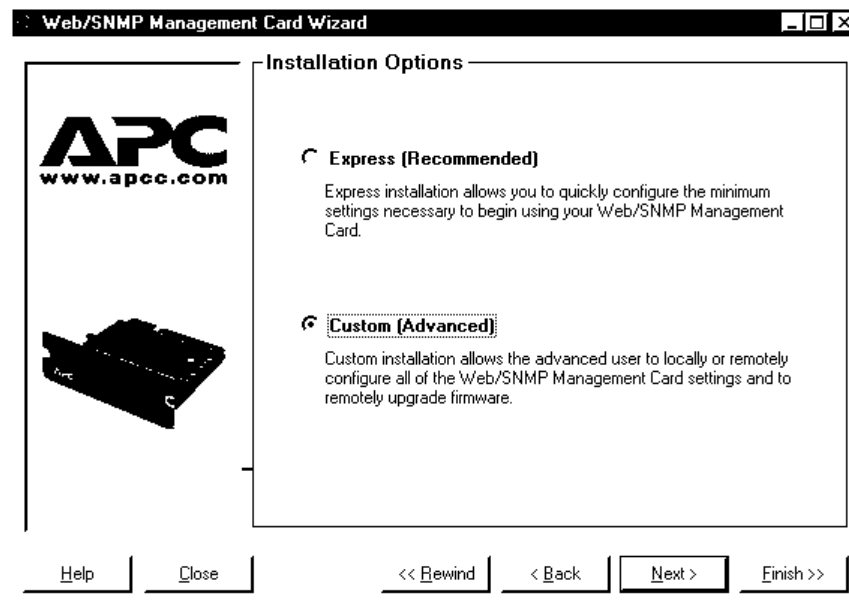 Web/SNMP Management Card Wizard
Installation Options
APC
www.apcc.com
Express (Recommended)
Express installation allows you to quickly configure the minimum
settings necessary to begin using your Web/SNMP Management
Card.
Custom (Advanced)
Custom installation allows the advanced user to locally or remotely
configure all of the Web/SNMP Management Card settings and to
remotely upgrade firmware.
Help Close << Rewind < Back Next > Finish >>